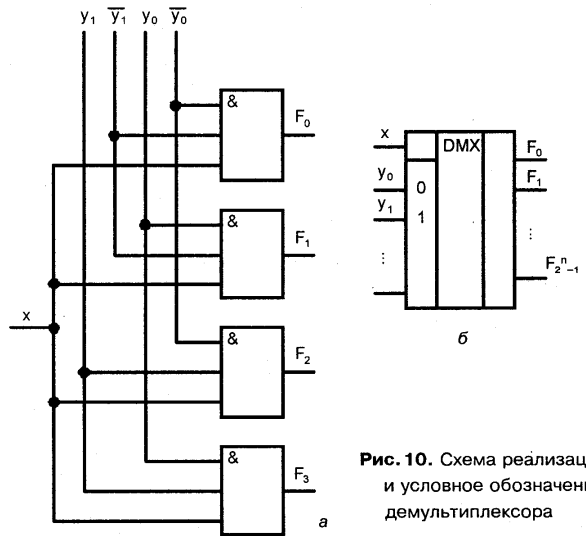 y₁ y̅₁ y₀ y̅₀
& F₀
& F₁
x
& F₂
& F₃
а
x DMX F₀
y₀ 0 F₁
y₁ 1
⋮ ⋮
F₂ⁿ₋₁
б
Рис. 10. Схема реализац
и условное обозначен
демультиплексора